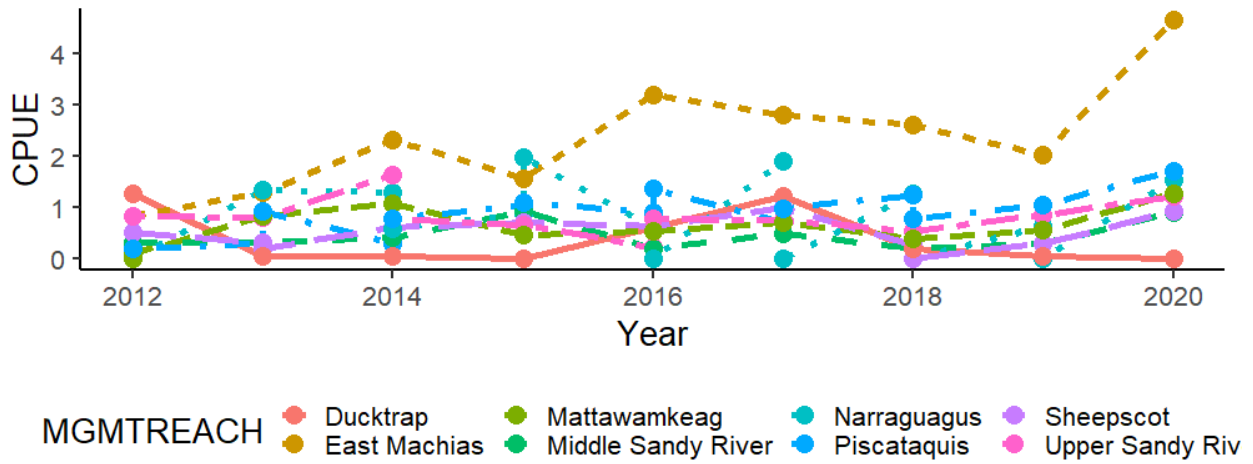 CPUE
4
3
2
1
0
2012 2014 2016 2018 2020
Year
MGMTREACH
Ducktrap Mattawamkeag Narraguagus Sheepscot
East Machias Middle Sandy River Piscataquis Upper Sandy Riv